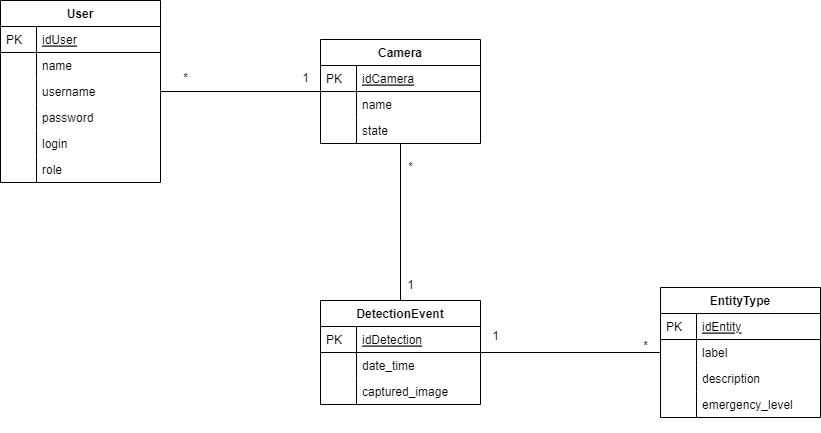 User
PK idUser
name
username
password
login
role
* 1
Camera
PK idCamera
name
state
*
1
DetectionEvent
PK idDetection
date_time
captured_image
1 *
EntityType
PK idEntity
label
description
emergency_level